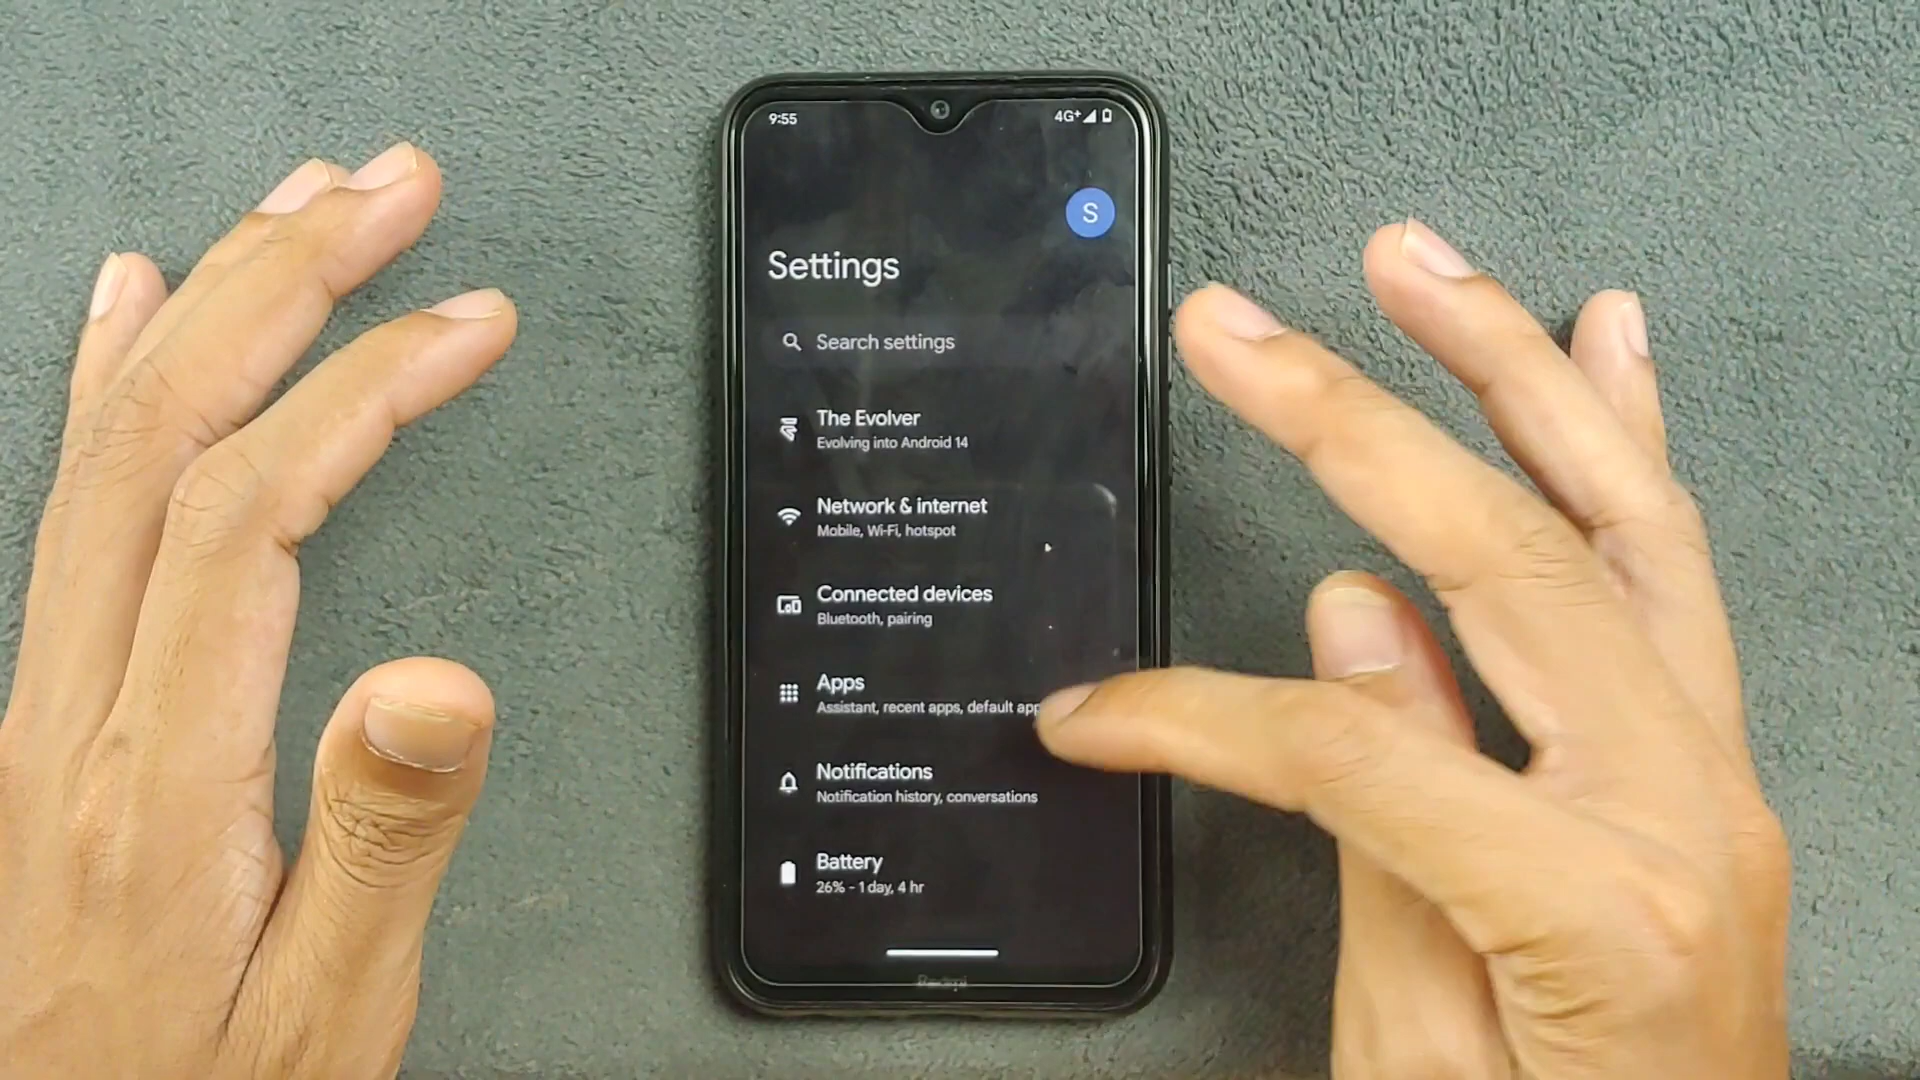 9:55
4G+
S
Settings
Search settings
The Evolver
Evolving into Android 14
Network & internet
Mobile, Wi-Fi, hotspot
Connected devices
Bluetooth, pairing
Apps
Assistant, recent apps, default app
Notifications
Notification history, conversations
Battery
26% - 1 day, 4 hr
Redmi